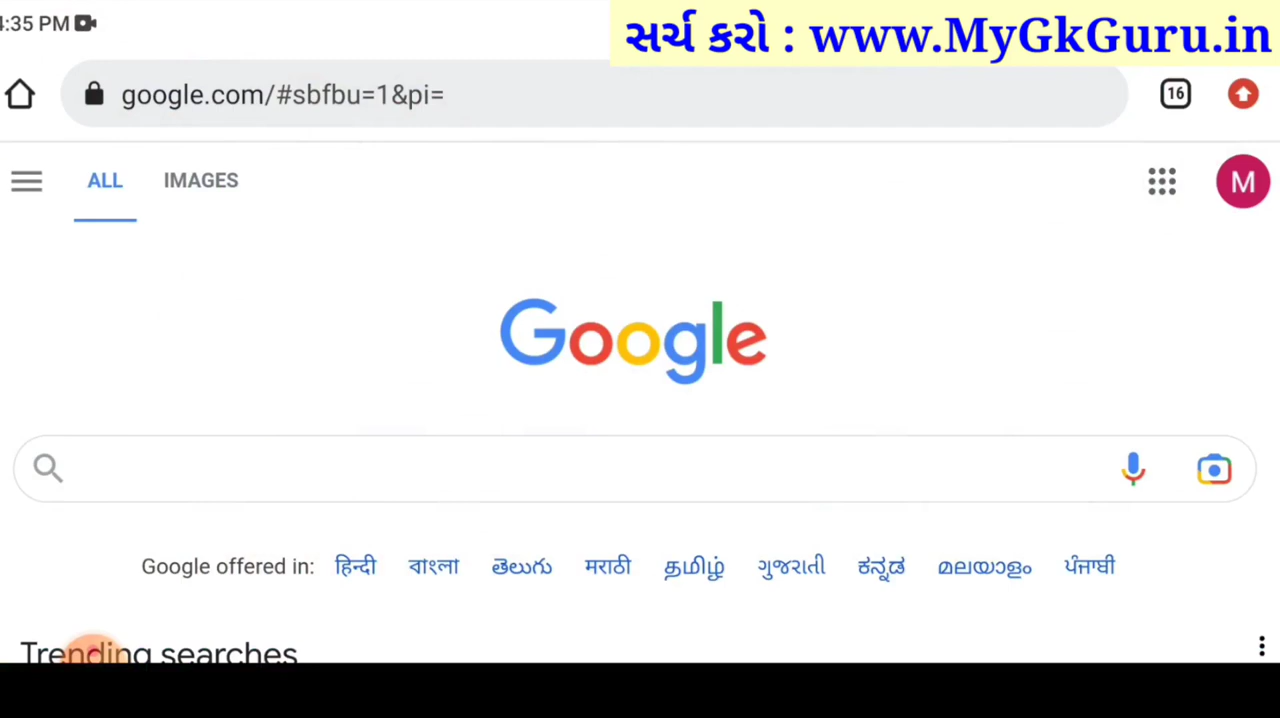 4:35 PM
સર્ચ કરો : www.MyGkGuru.in
google.com/#sbfbu=1&pi=
16
ALL IMAGES
M
Google
Google offered in: हिन्दी বাংলা తెలుగు मराठी தமிழ் ગુજરાતી ಕನ್ನಡ മലയാളം ਪੰਜਾਬੀ
Trending searches